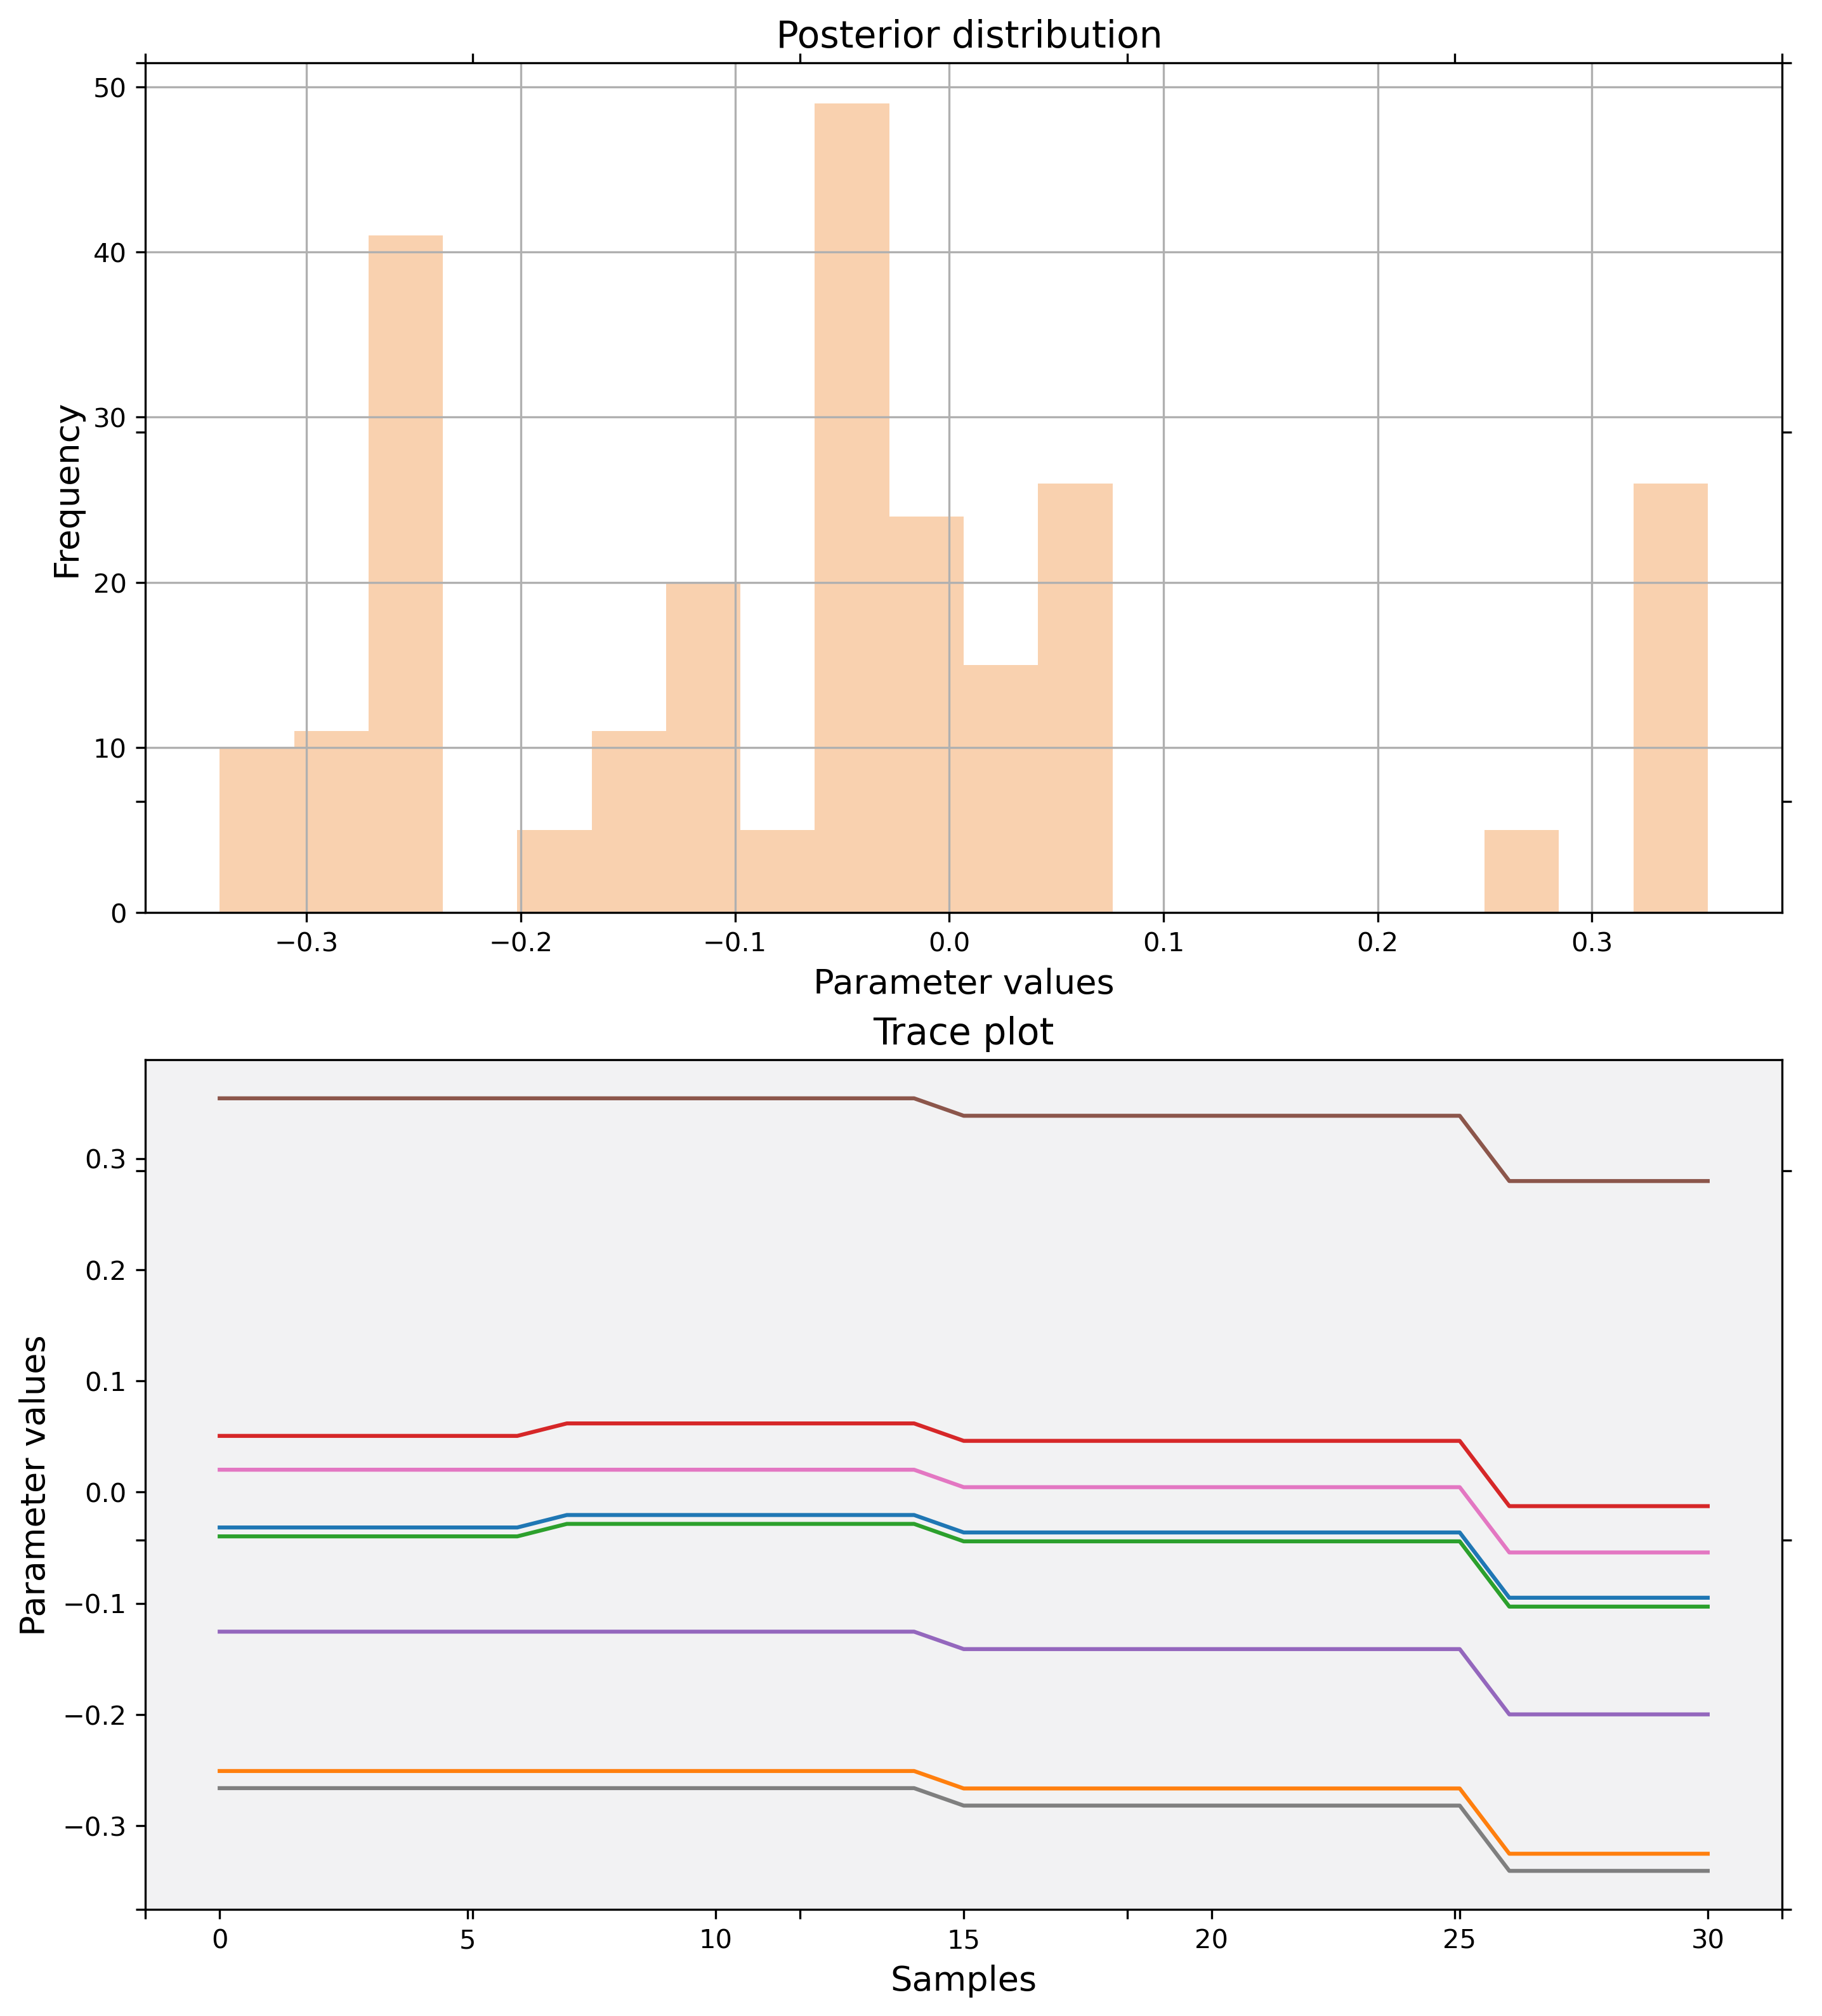 Posterior distribution
50
40
30
20
10
0
Frequency
−0.3 −0.2 −0.1 0.0 0.1 0.2 0.3
Parameter values
Trace plot
0.3
0.2
0.1
0.0
−0.1
−0.2
−0.3
Parameter values
0 5 10 15 20 25 30
Samples